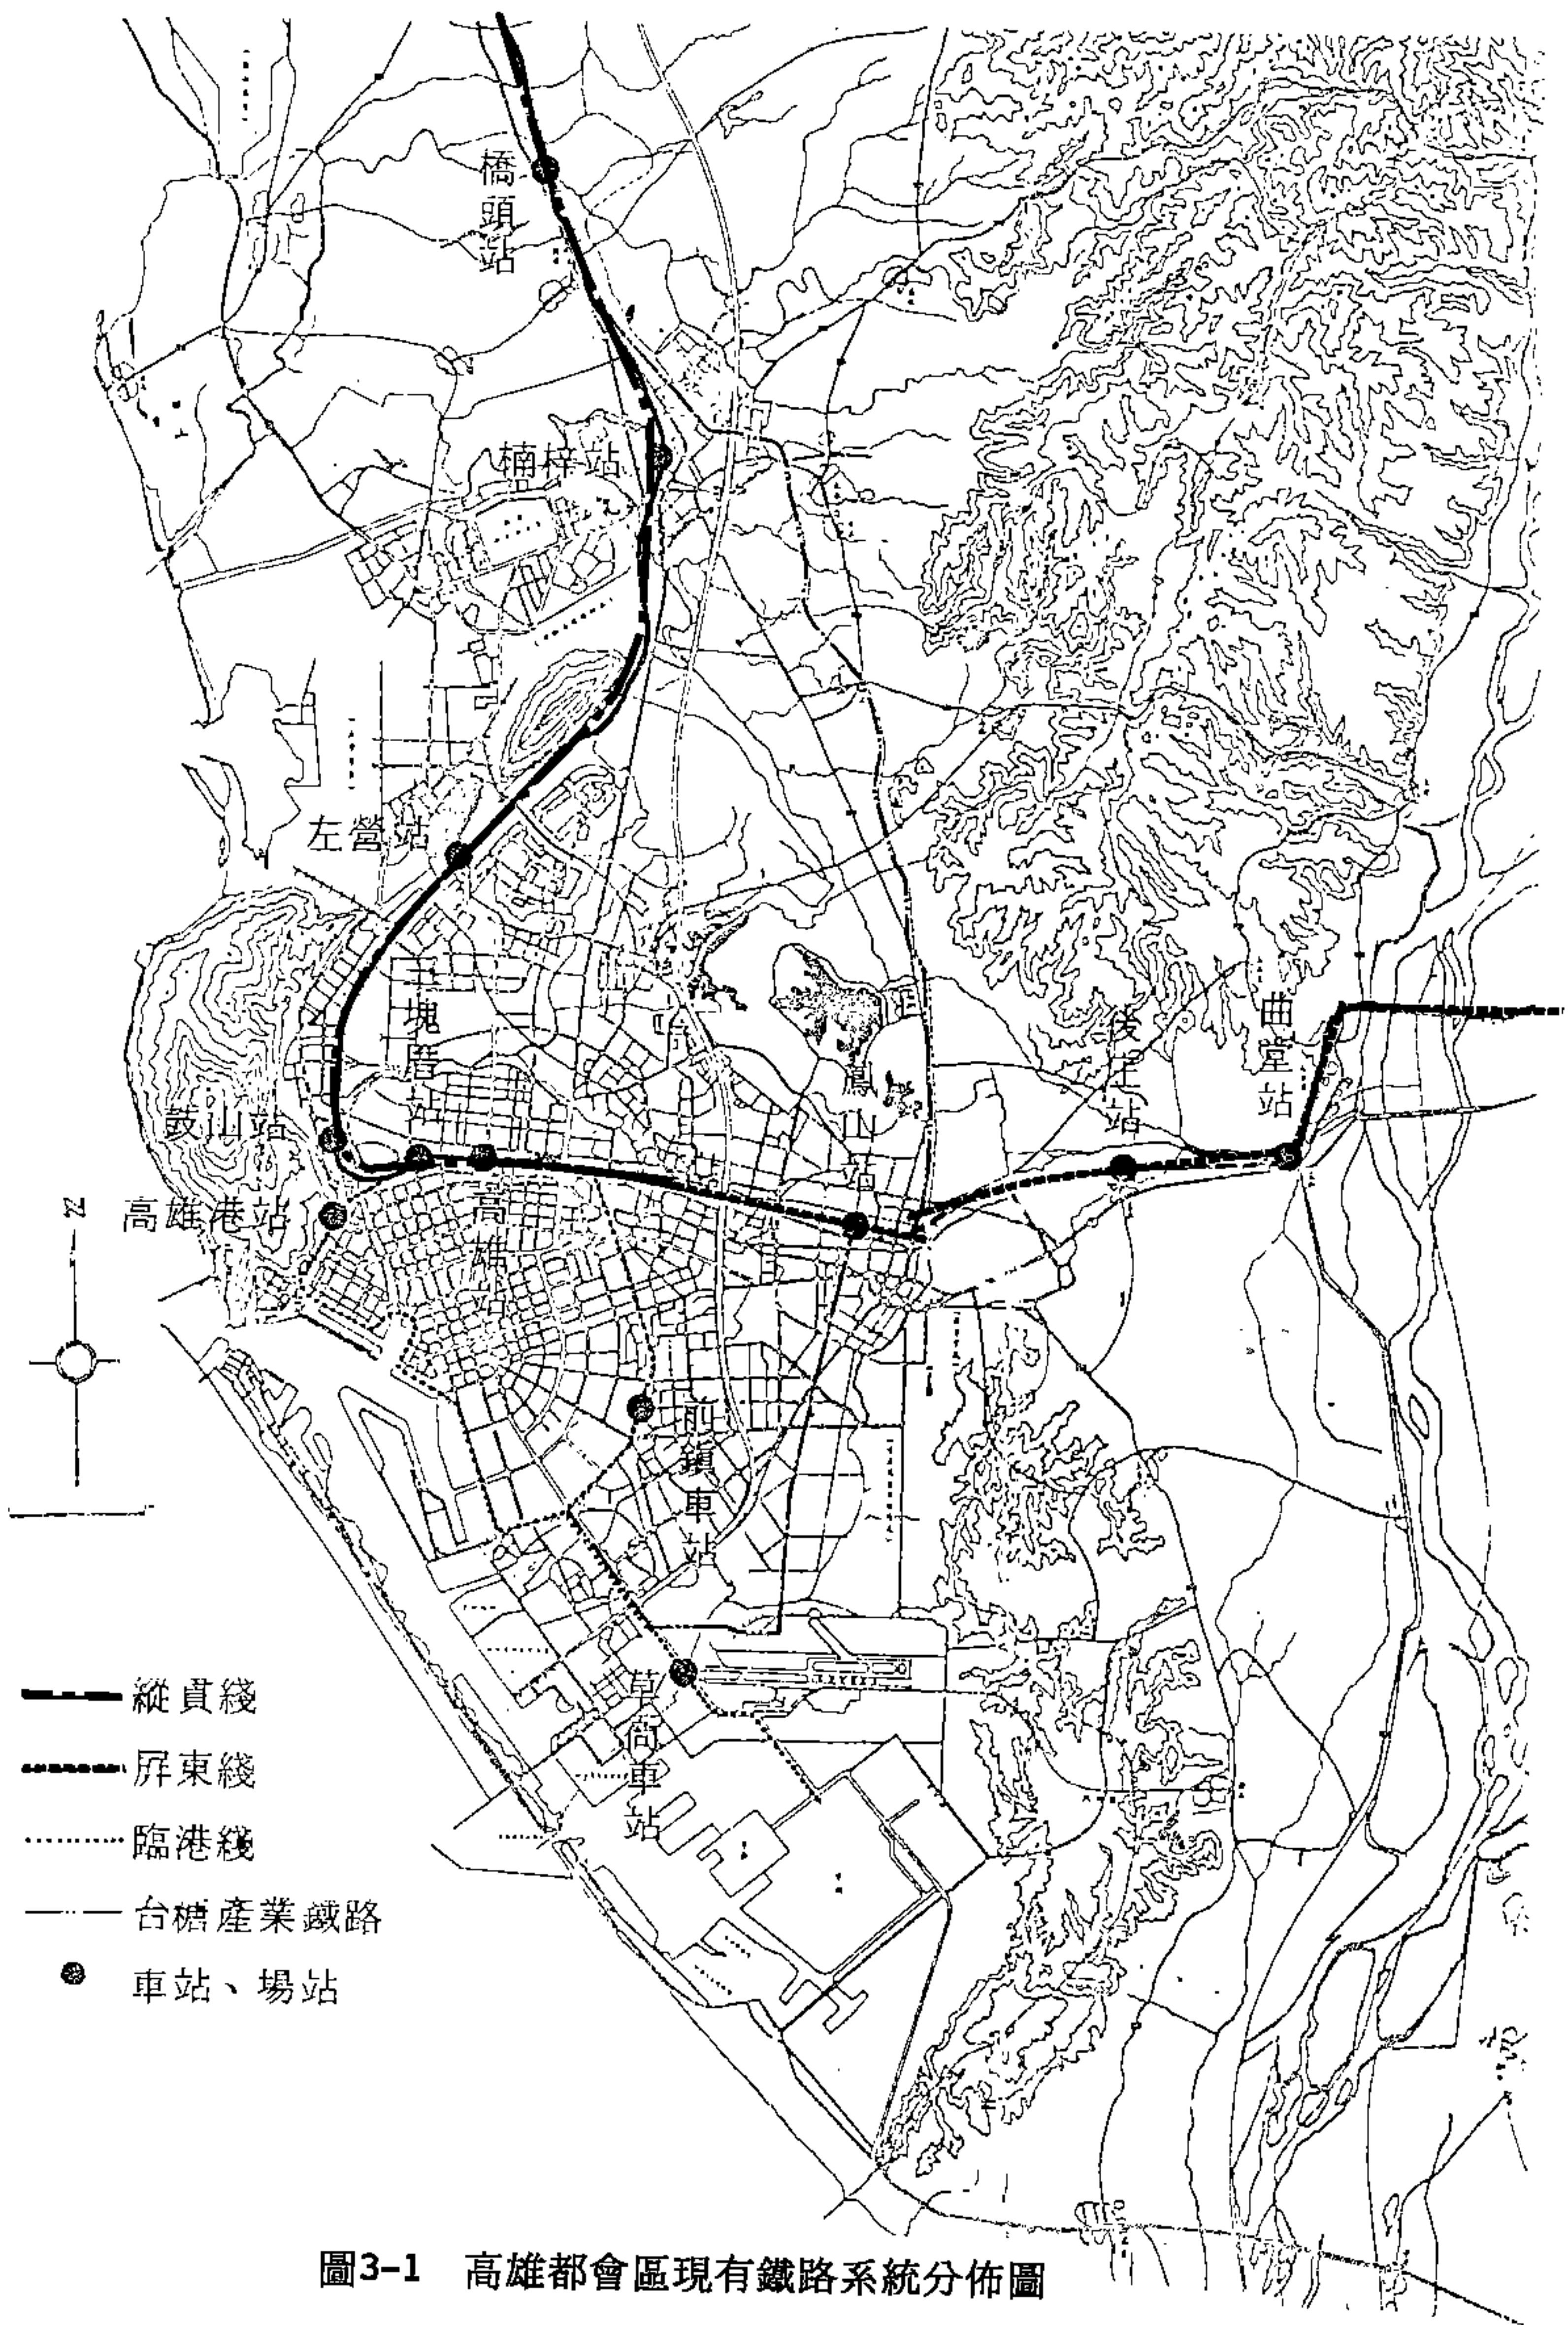 橋頭站
楠梓站
左營站
三塊厝站
鼓山站
高雄港站
高雄站
鳳山站
後庄站
曲堂站
前鎮車站
草衙車站
N
縱貫綫
屏東綫
臨港綫
台糖產業鐵路
車站、場站
圖3-1 高雄都會區現有鐵路系統分佈圖